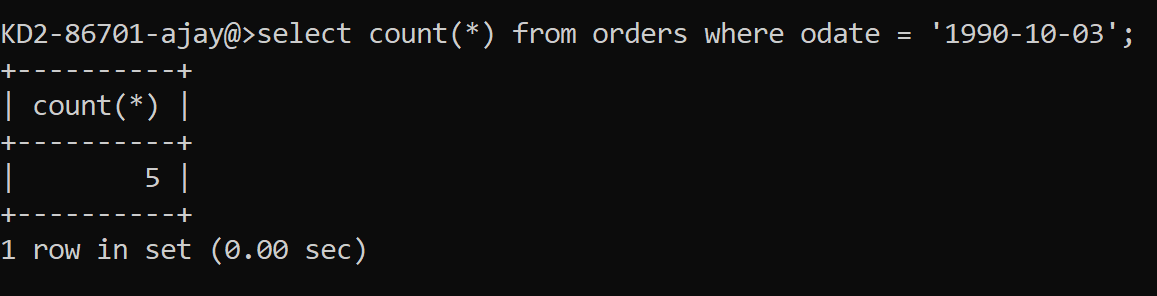 KD2-86701-ajay@>select count(*) from orders where odate = '1990-10-03';
+----------+
| count(*) |
+----------+
|        5 |
+----------+
1 row in set (0.00 sec)